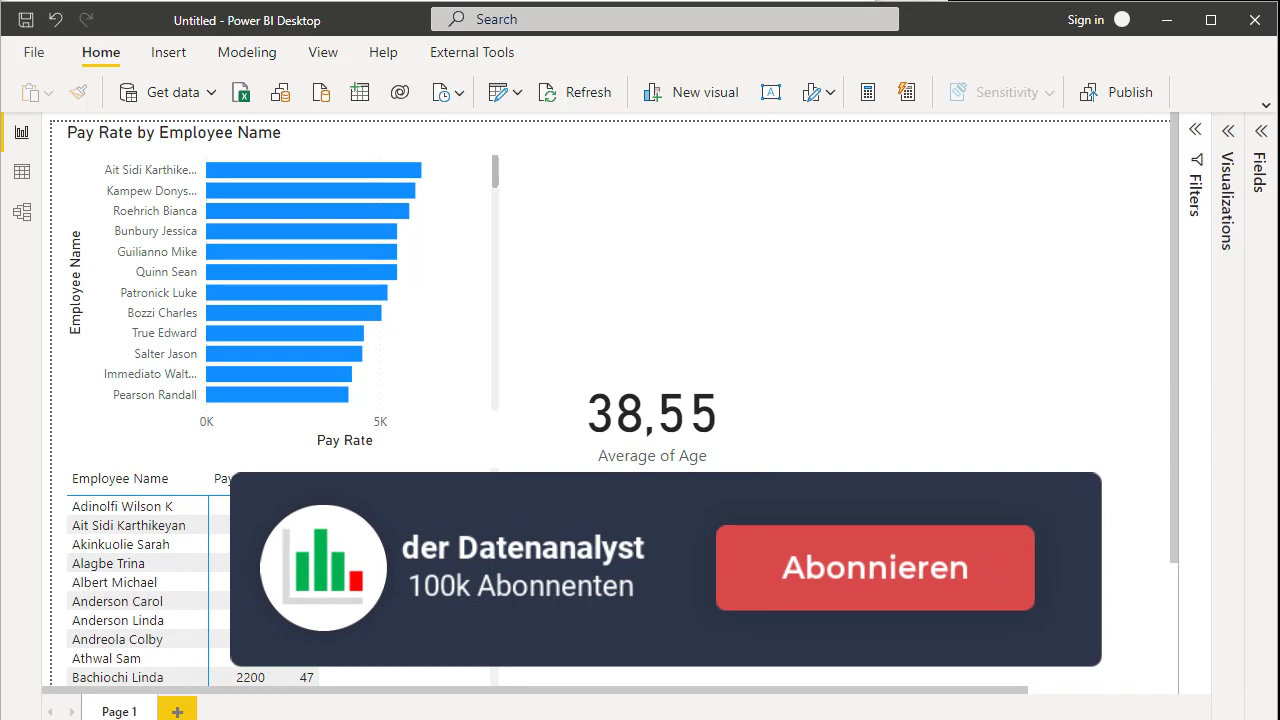 Untitled - Power BI Desktop
Search
Sign in
File
Home
Insert
Modeling
View
Help
External Tools
Get data
Refresh
New visual
Sensitivity
Publish
Pay Rate by Employee Name
Ait Sidi Karthike...
Kampew Donys...
Roehrich Bianca
Bunbury Jessica
Guilianno Mike
Quinn Sean
Patronick Luke
Bozzi Charles
True Edward
Salter Jason
Immediato Walt...
Pearson Randall
Employee Name
0K
5K
Pay Rate
38,55
Average of Age
Filters
Visualizations
Fields
Employee Name
Adinolfi Wilson K
Ait Sidi Karthikeyan
Akinkuolie Sarah
Alagbe Trina
Albert Michael
Anderson Carol
Anderson Linda
Andreola Colby
Athwal Sam
Bachiochi Linda 2200 47
der Datenanalyst
100k Abonnenten
Abonnieren
Page 1